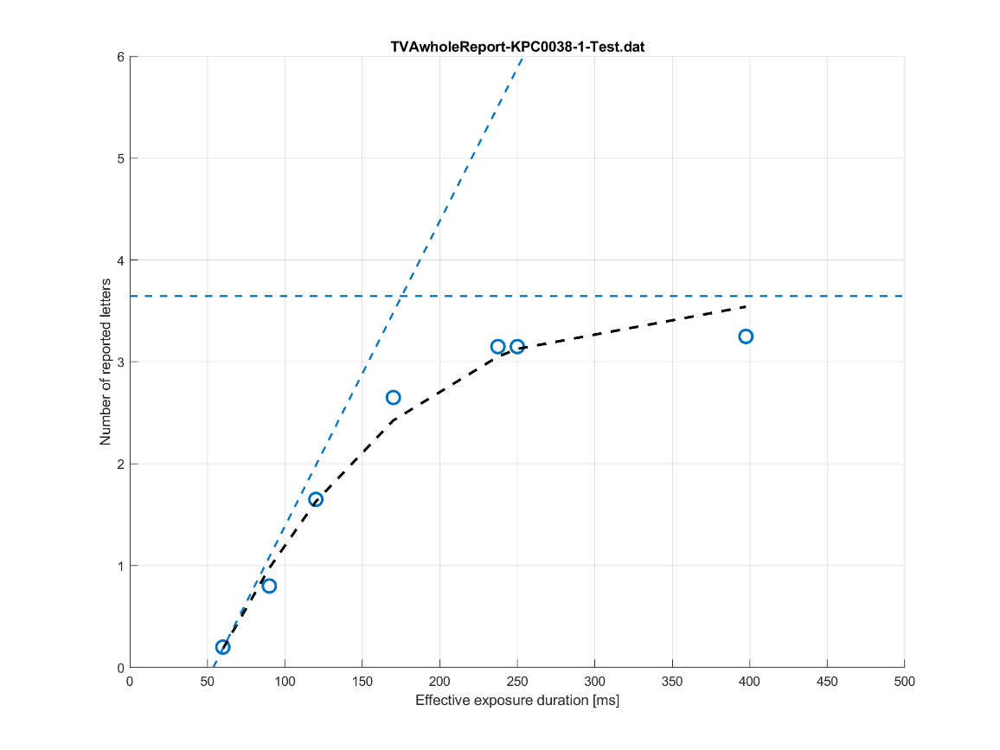 TVAwholeReport-KPC0038-1-Test.dat
6
5
4
3
2
1
0
Number of reported letters
0 50 100 150 200 250 300 350 400 450 500
Effective exposure duration [ms]